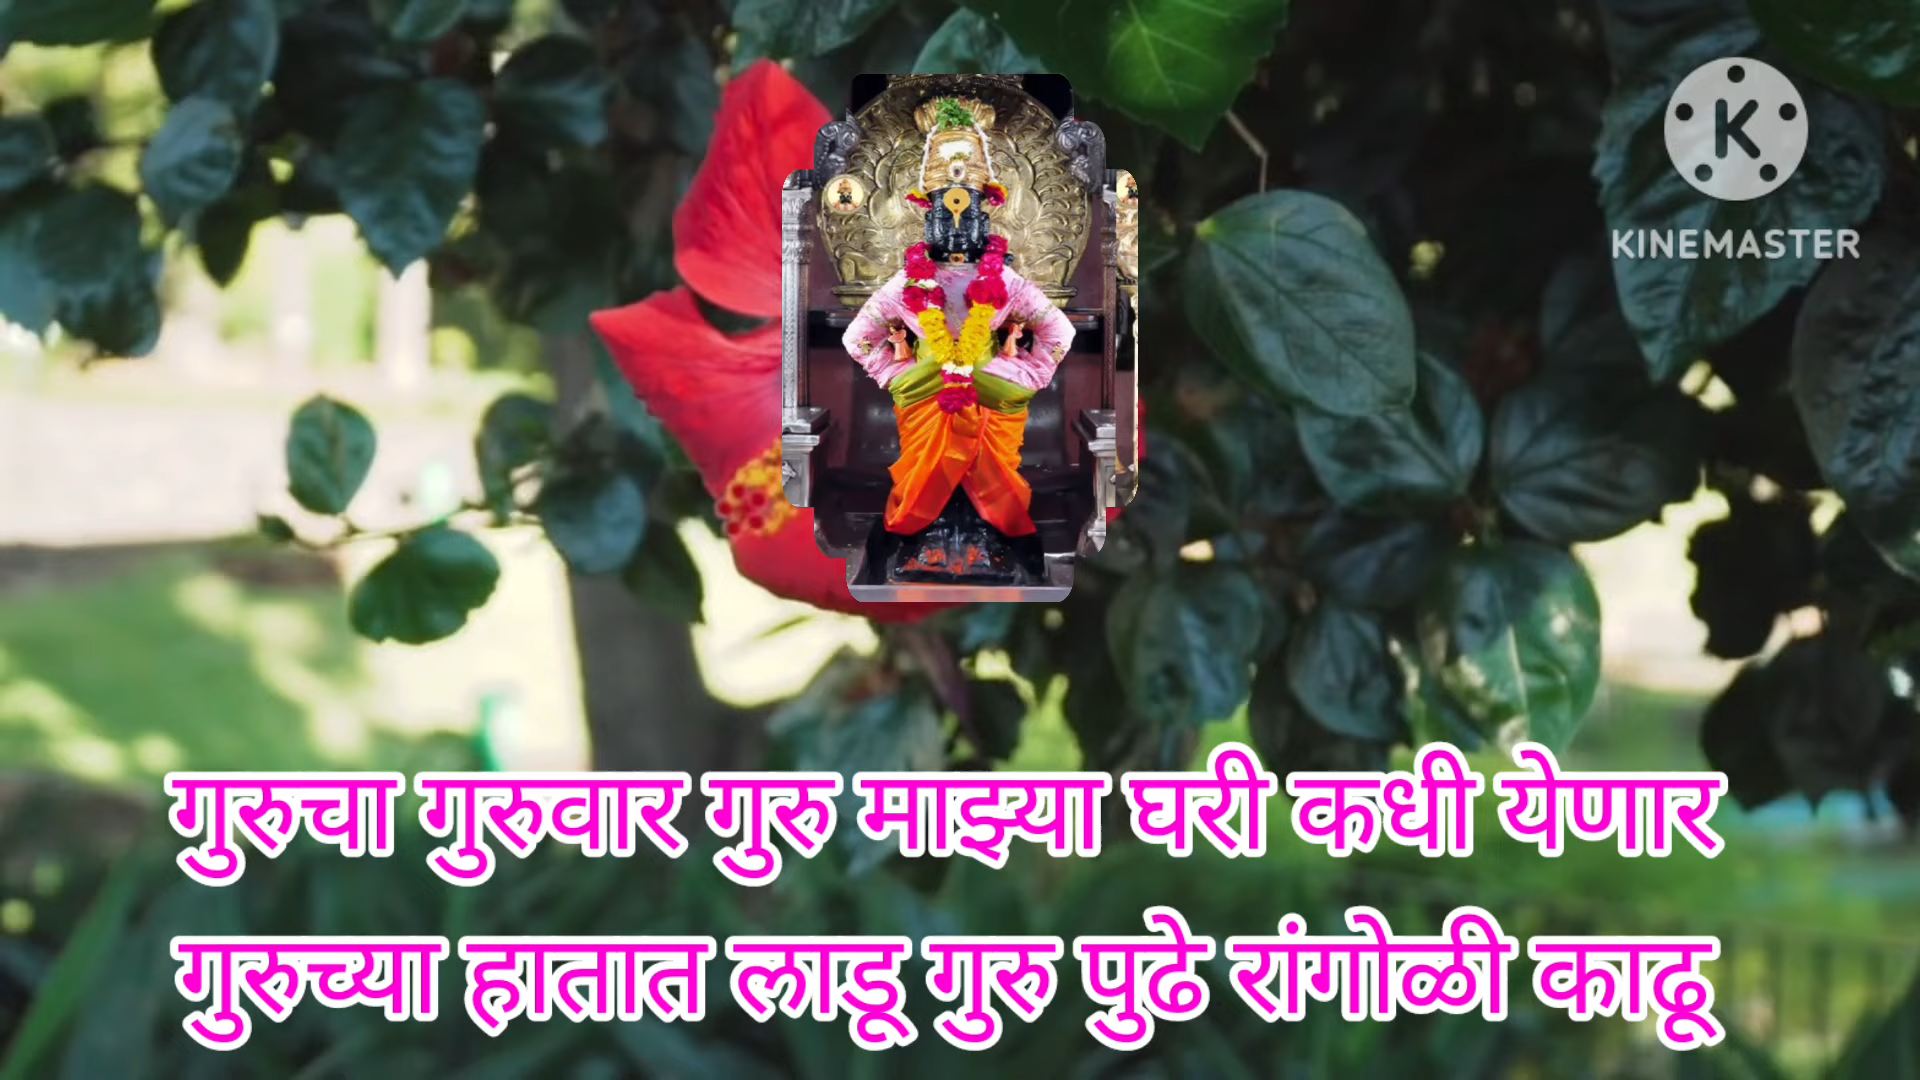 KINEMASTER
गुरुचा गुरुवार गुरु माझ्या घरी कधी येणार
गुरुच्या हातात लाडू गुरु पुढे रांगोळी काढू